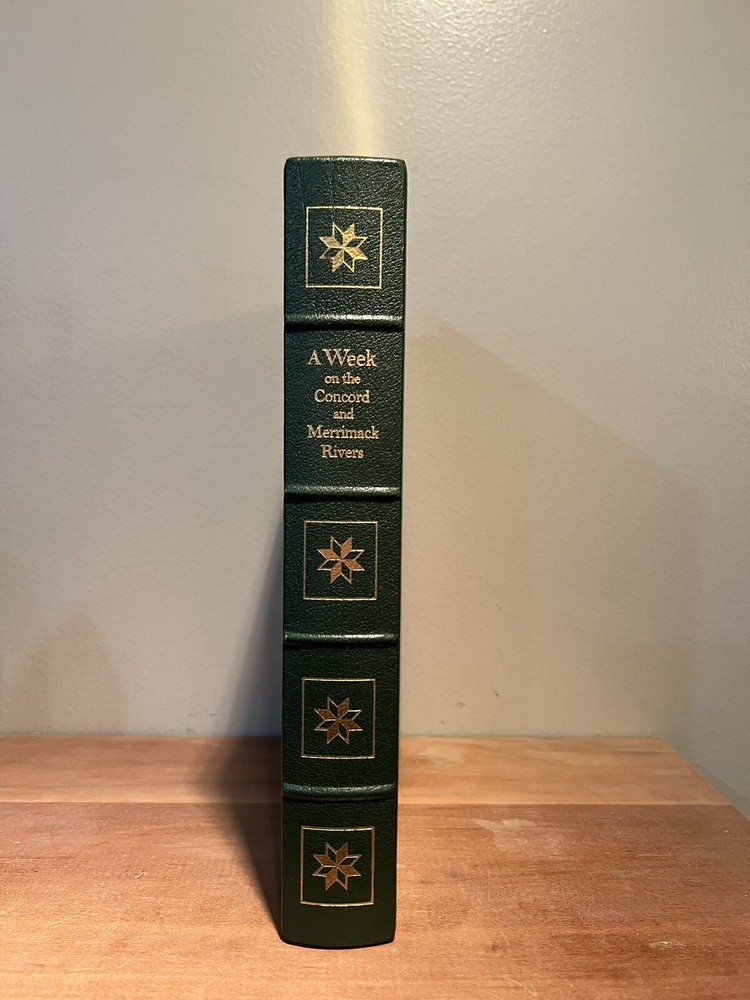 A Week
on the
Concord
and
Merrimack
Rivers